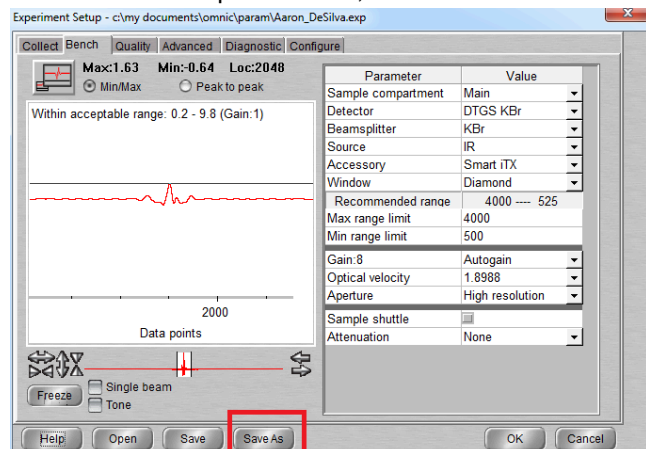 Experiment Setup - c:\my documents\omnic\param\Aaron_DeSilva.exp
Collect Bench Quality Advanced Diagnostic Configure
Max:1.63 Min:-0.64 Loc:2048
Min/Max Peak to peak
Within acceptable range: 0.2 - 9.8 (Gain:1)
2000
Data points
Freeze
Single beam
Tone
Parameter Value
Sample compartment Main
Detector DTGS KBr
Beamsplitter KBr
Source IR
Accessory Smart iTX
Window Diamond
Recommended range 4000 ---- 525
Max range limit 4000
Min range limit 500
Gain:8 Autogain
Optical velocity 1.8988
Aperture High resolution
Sample shuttle
Attenuation None
Help Open Save Save As OK Cancel